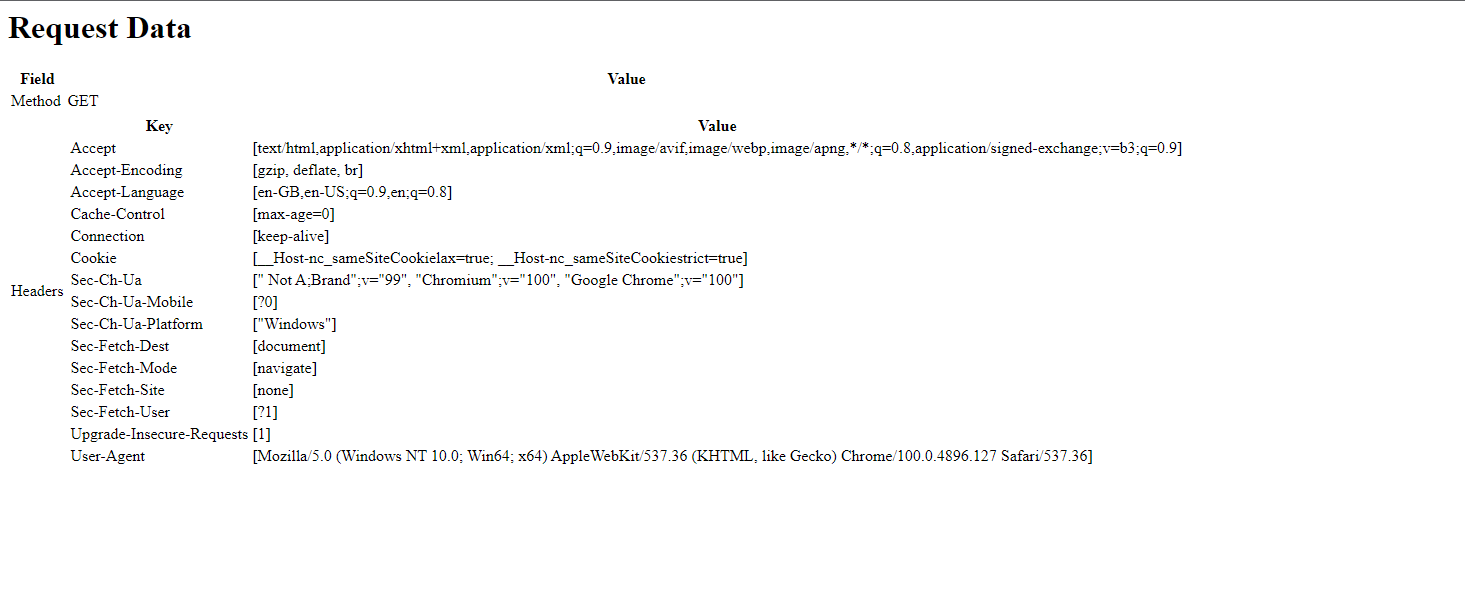 Request Data
Field Value
Method GET
Key Value
Accept [text/html,application/xhtml+xml,application/xml;q=0.9,image/avif,image/webp,image/apng,*/*;q=0.8,application/signed-exchange;v=b3;q=0.9]
Accept-Encoding [gzip, deflate, br]
Accept-Language [en-GB,en-US;q=0.9,en;q=0.8]
Cache-Control [max-age=0]
Connection [keep-alive]
Cookie [__Host-nc_sameSiteCookielax=true; __Host-nc_sameSiteCookiestrict=true]
Sec-Ch-Ua [" Not A;Brand";v="99", "Chromium";v="100", "Google Chrome";v="100"]
Headers
Sec-Ch-Ua-Mobile [?0]
Sec-Ch-Ua-Platform ["Windows"]
Sec-Fetch-Dest [document]
Sec-Fetch-Mode [navigate]
Sec-Fetch-Site [none]
Sec-Fetch-User [?1]
Upgrade-Insecure-Requests [1]
User-Agent [Mozilla/5.0 (Windows NT 10.0; Win64; x64) AppleWebKit/537.36 (KHTML, like Gecko) Chrome/100.0.4896.127 Safari/537.36]